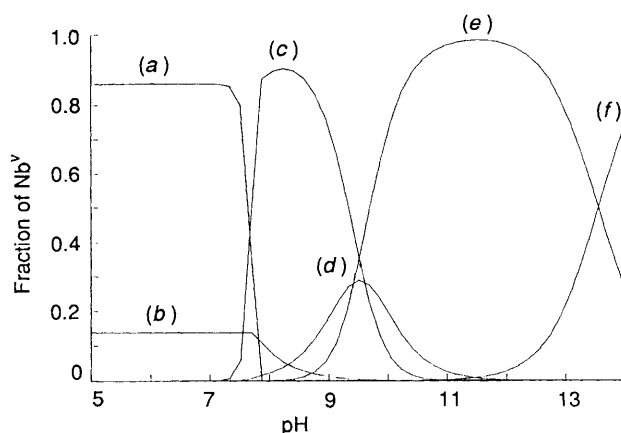 1.0
(a)
(c)
(e)
0.8
(f)
0.6
0.4
(d)
0.2
(b)
0
5 7 9 11 13
pH
Fraction of Nbᵛ